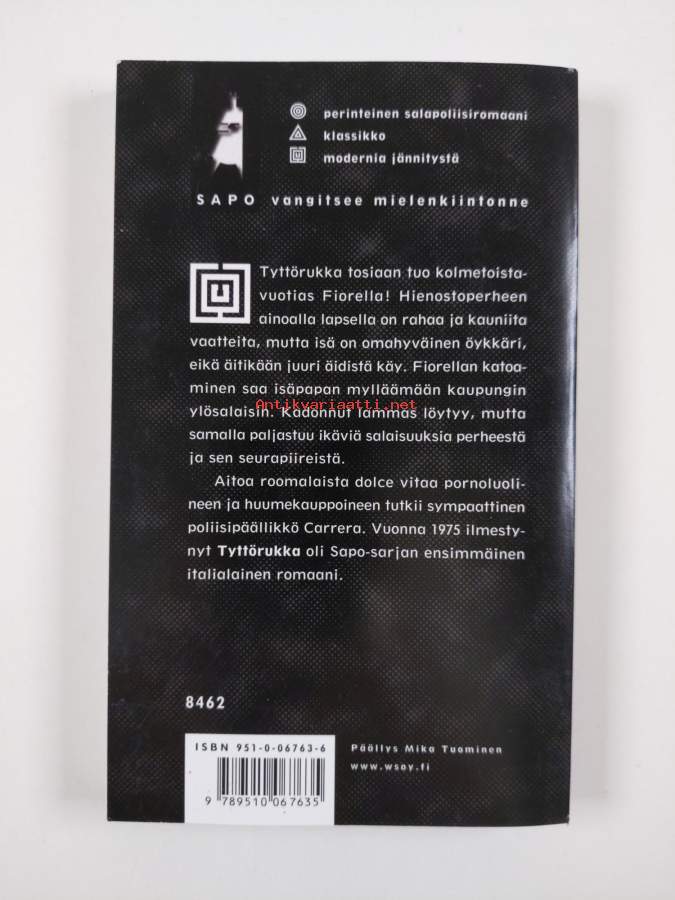 perinteinen salapoliisiromaani
klassikko
modernia jännitystä
SAPO vangitsee mielenkiintonne
Tyttörukka tosiaan tuo kolmetoista-
vuotias Fiorella! Hienostoperheen
ainoalla lapsella on rahaa ja kauniita
vaatteita, mutta isä on omahyväinen öykkäri,
eikä äitikään juuri äidistä käy. Fiorellan katoa-
minen saa isäpapan mylläämään kaupungin
ylösalaisin. Kadonnut lammas löytyy, mutta
Antikvariaatti.net
samalla paljastuu ikäviä salaisuuksia perheestä
ja sen seurapiireistä.
Aitoa roomalaista dolce vitaa pornoluoli-
neen ja huumekauppoineen tutkii sympaattinen
poliisipäällikkö Carrera. Vuonna 1975 ilmesty-
nyt Tyttörukka oli Sapo-sarjan ensimmäinen
italialainen romaani.
8462
ISBN 951-0-06763-6
9 789510 067635
Päällys Mika Tuominen
www.wsoy.fi